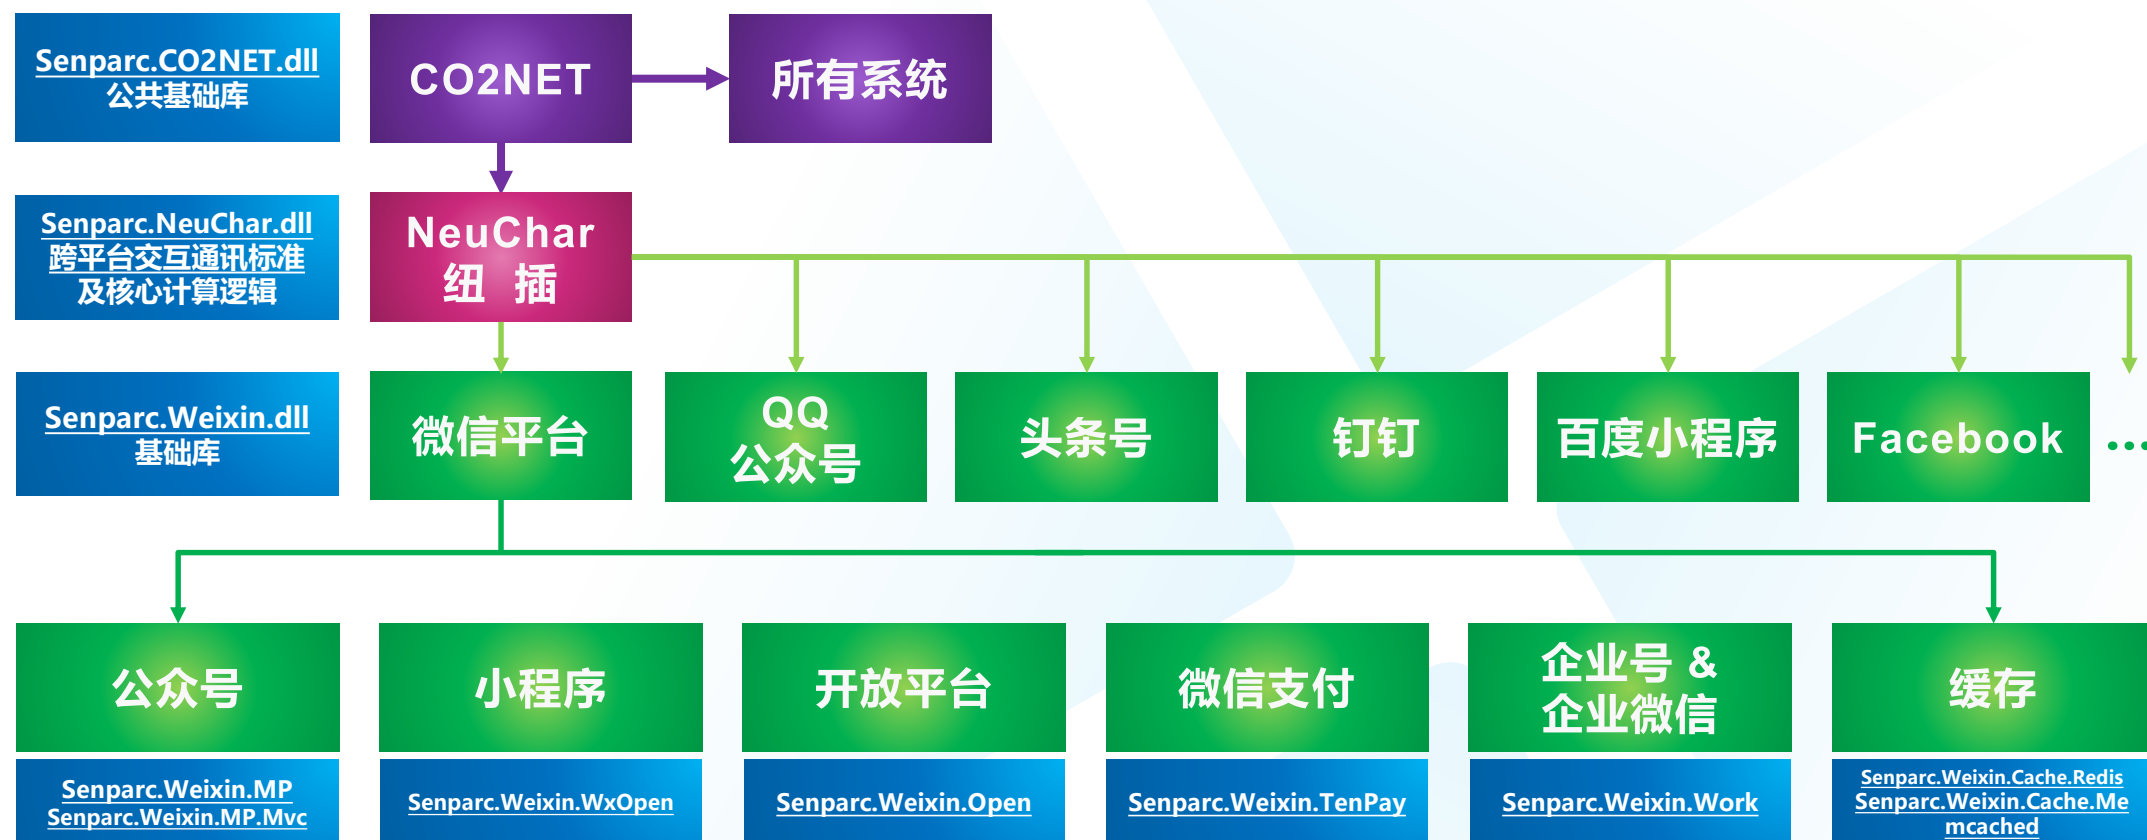 Senparc.CO2NET.dll
公共基础库
CO2NET
所有系统
Senparc.NeuChar.dll
跨平台交互通讯标准
及核心计算逻辑
NeuChar
纽 插
Senparc.Weixin.dll
基础库
微信平台
QQ
公众号
头条号
钉钉
百度小程序
Facebook
...
公众号
小程序
开放平台
微信支付
企业号 &
企业微信
缓存
Senparc.Weixin.MP
Senparc.Weixin.MP.Mvc
Senparc.Weixin.WxOpen
Senparc.Weixin.Open
Senparc.Weixin.TenPay
Senparc.Weixin.Work
Senparc.Weixin.Cache.Redis
Senparc.Weixin.Cache.Me
mcached